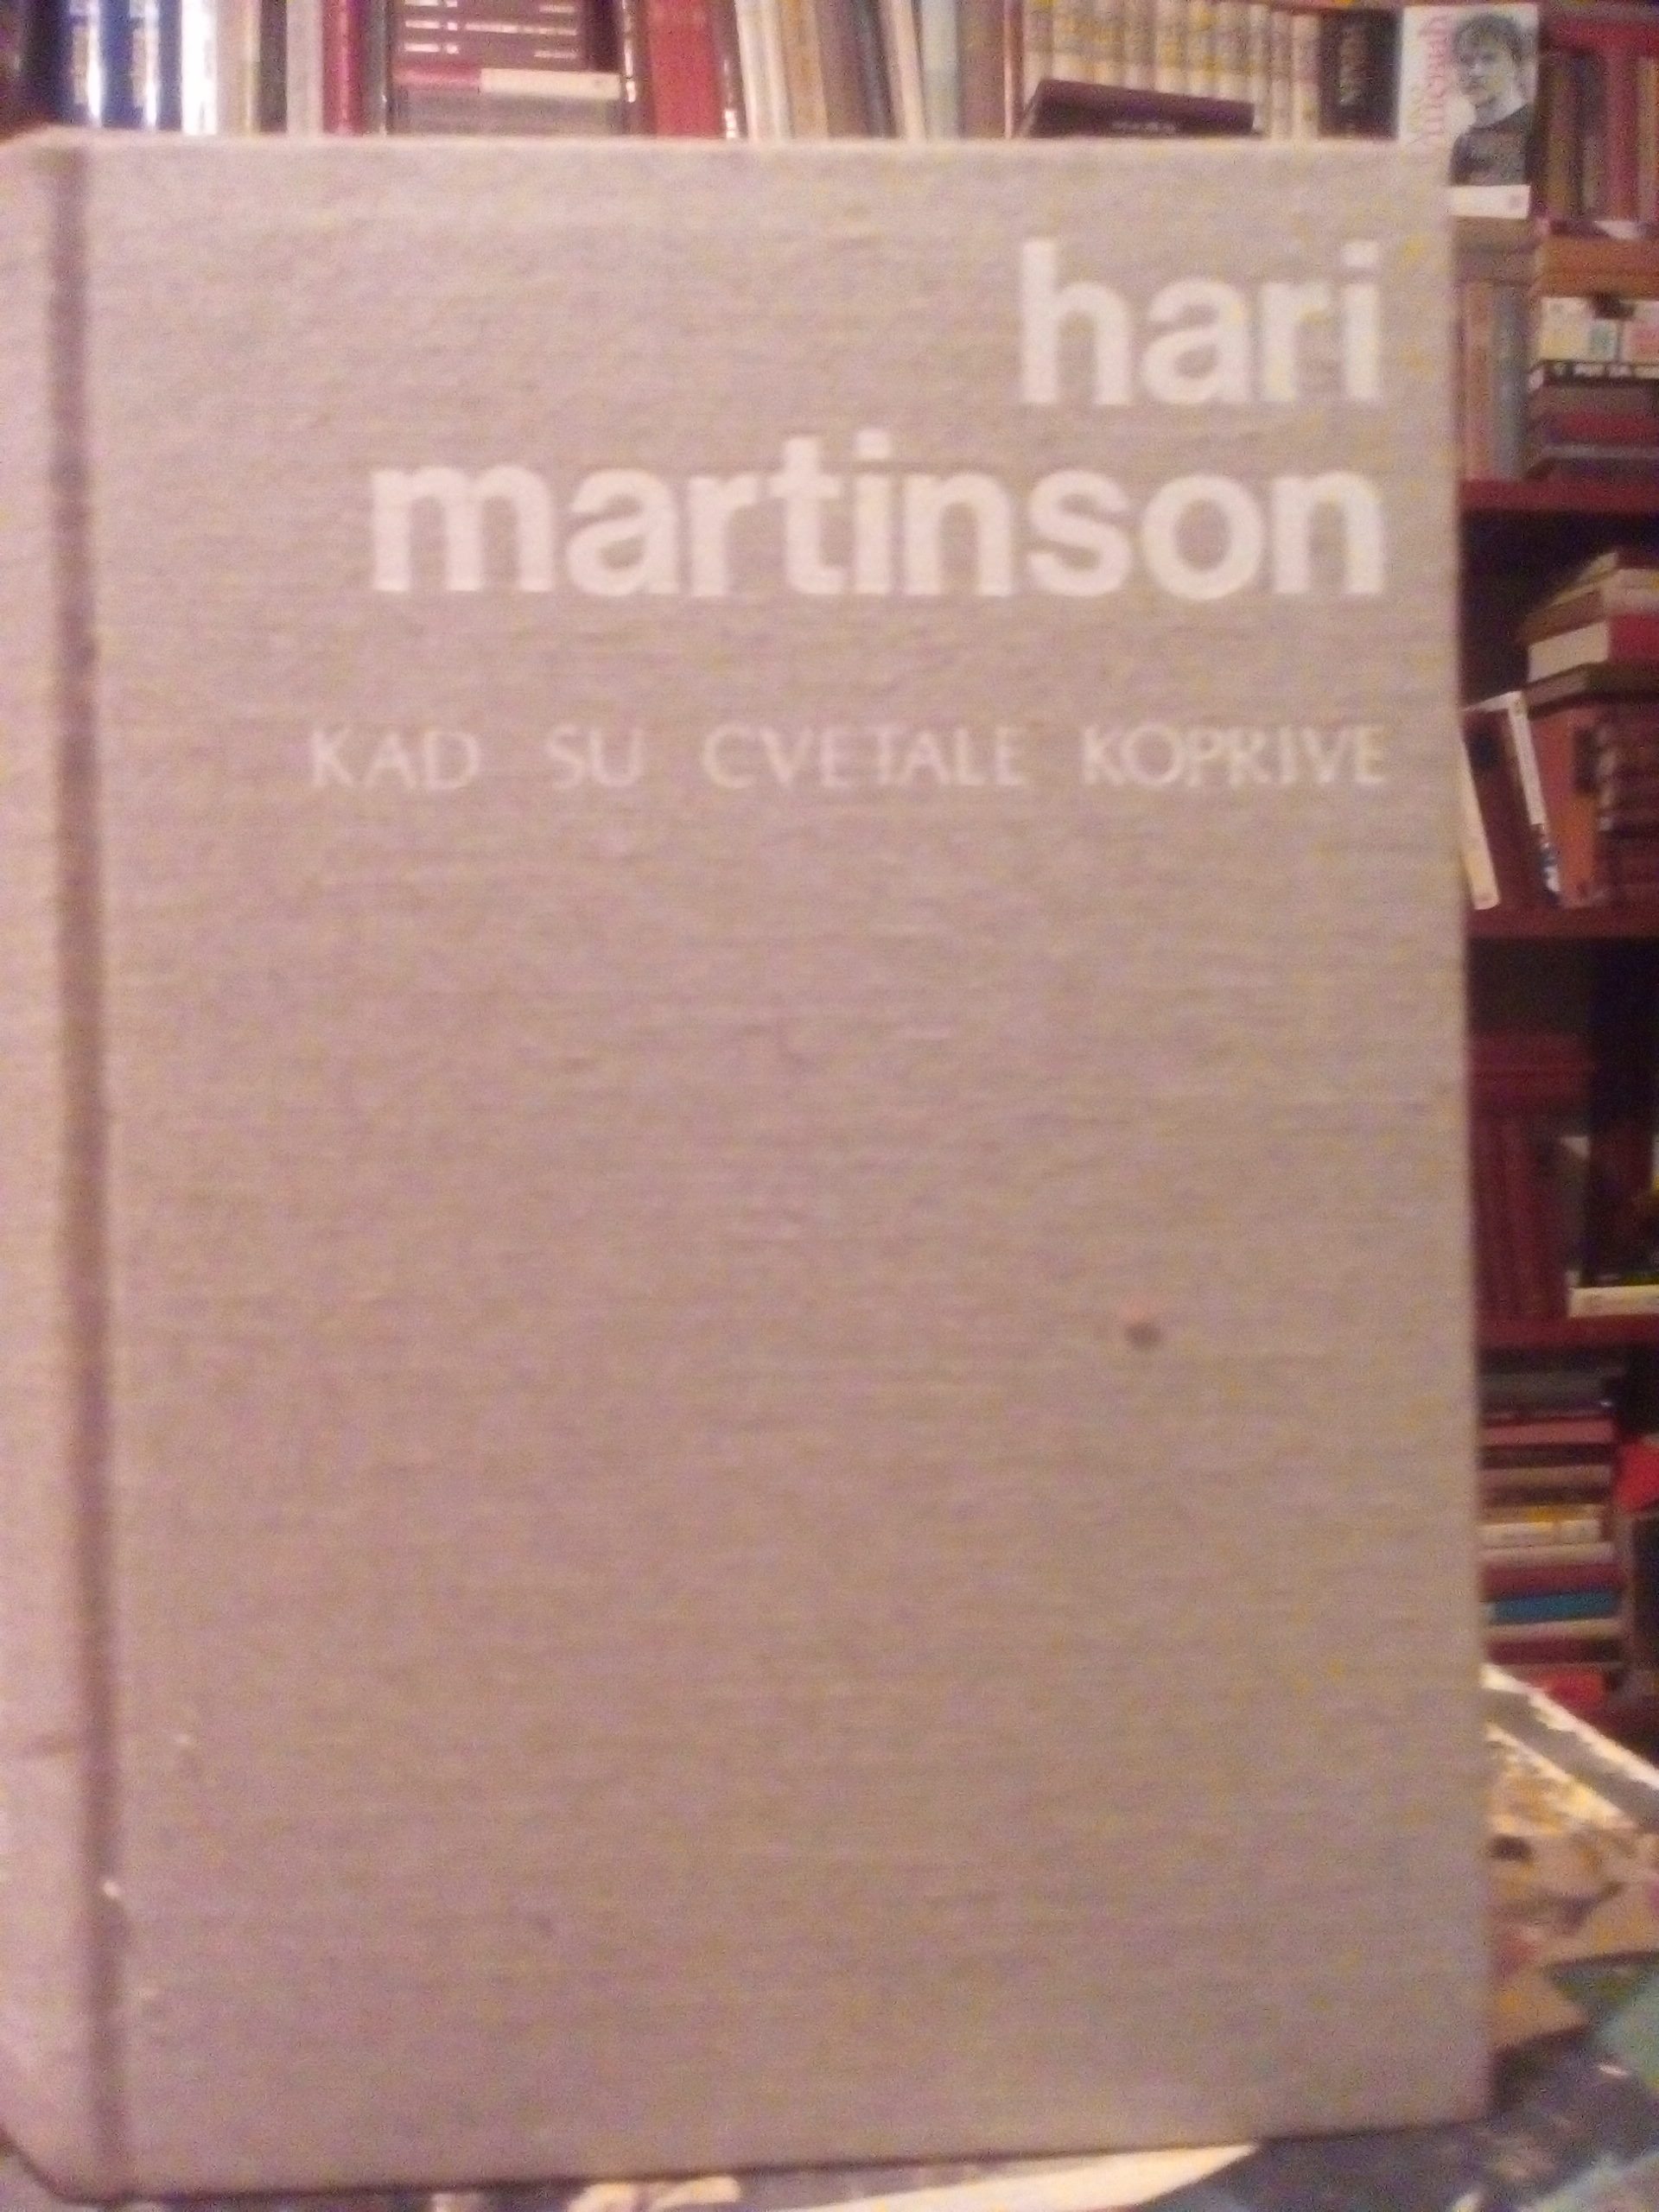 hari
martinson
KAD SU CVETALE KOPRIVE